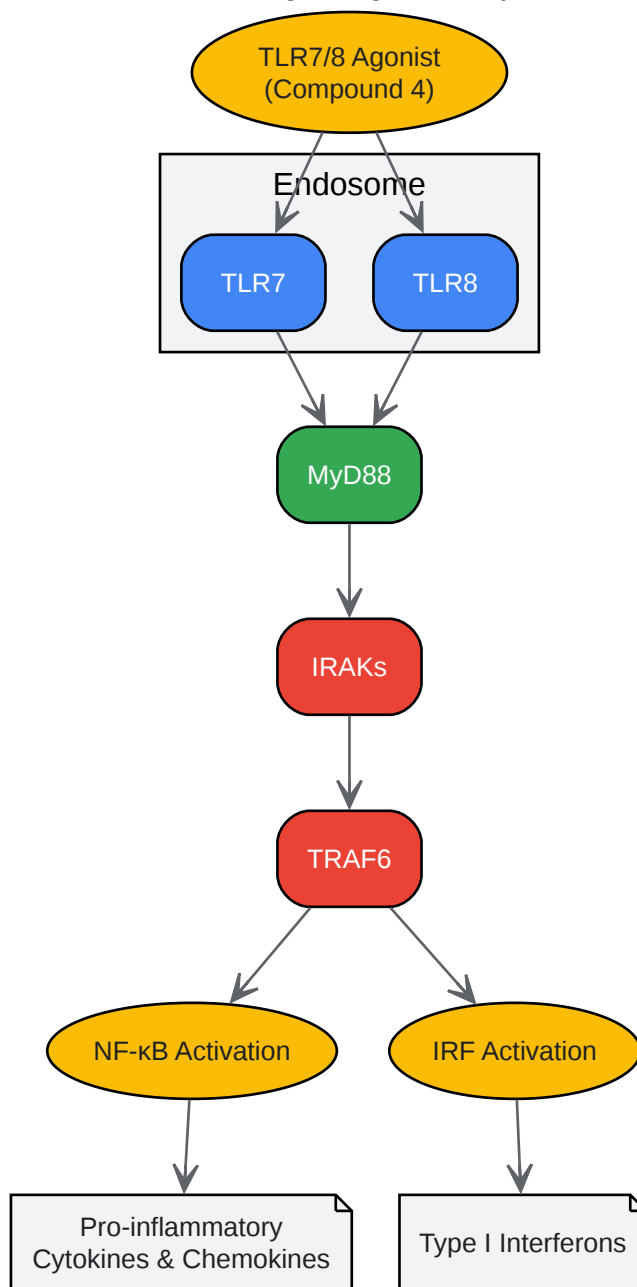 TLR7/8 Agonist
(Compound 4)
Endosome
TLR7
TLR8
MyD88
IRAKs
TRAF6
NF-κB Activation
IRF Activation
Pro-inflammatory
Cytokines & Chemokines
Type I Interferons